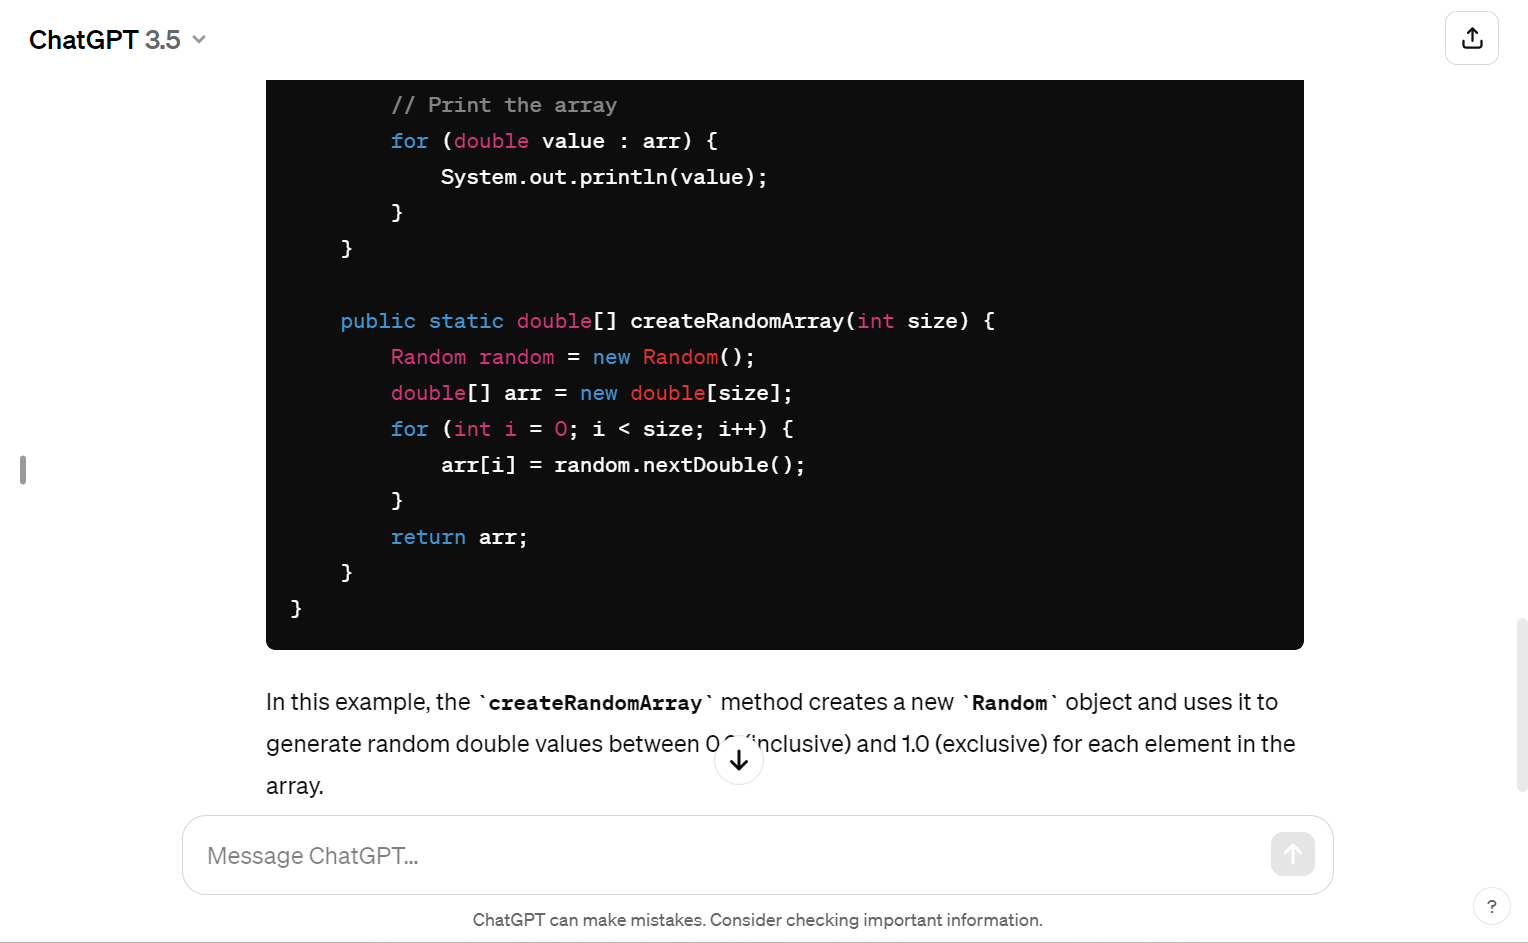 ChatGPT 3.5
// Print the array
for (double value : arr) {
System.out.println(value);
}
}
public static double[] createRandomArray(int size) {
Random random = new Random();
double[] arr = new double[size];
for (int i = 0; i < size; i++) {
arr[i] = random.nextDouble();
}
return arr;
}
}
In this example, the `createRandomArray` method creates a new `Random` object and uses it to
generate random double values between (inclusive) and 1.0 (exclusive) for each element in the
array.
Message ChatGPT...
ChatGPT can make mistakes. Consider checking important information.
?